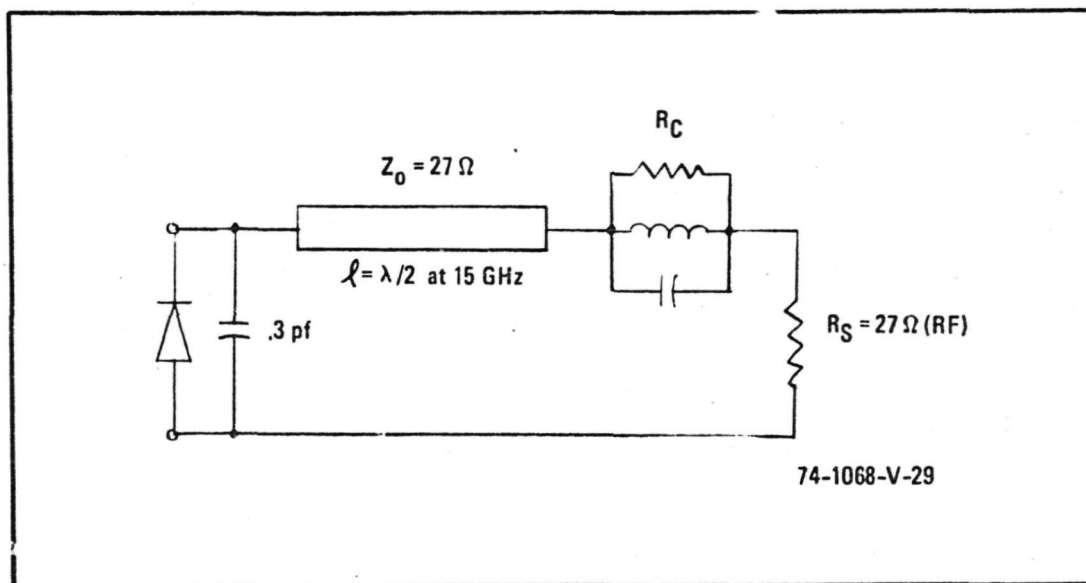 R_C
Z_o = 27 Ω
ℓ = λ/2 at 15 GHz
.3 pf
R_S = 27 Ω (RF)
74-1068-V-29